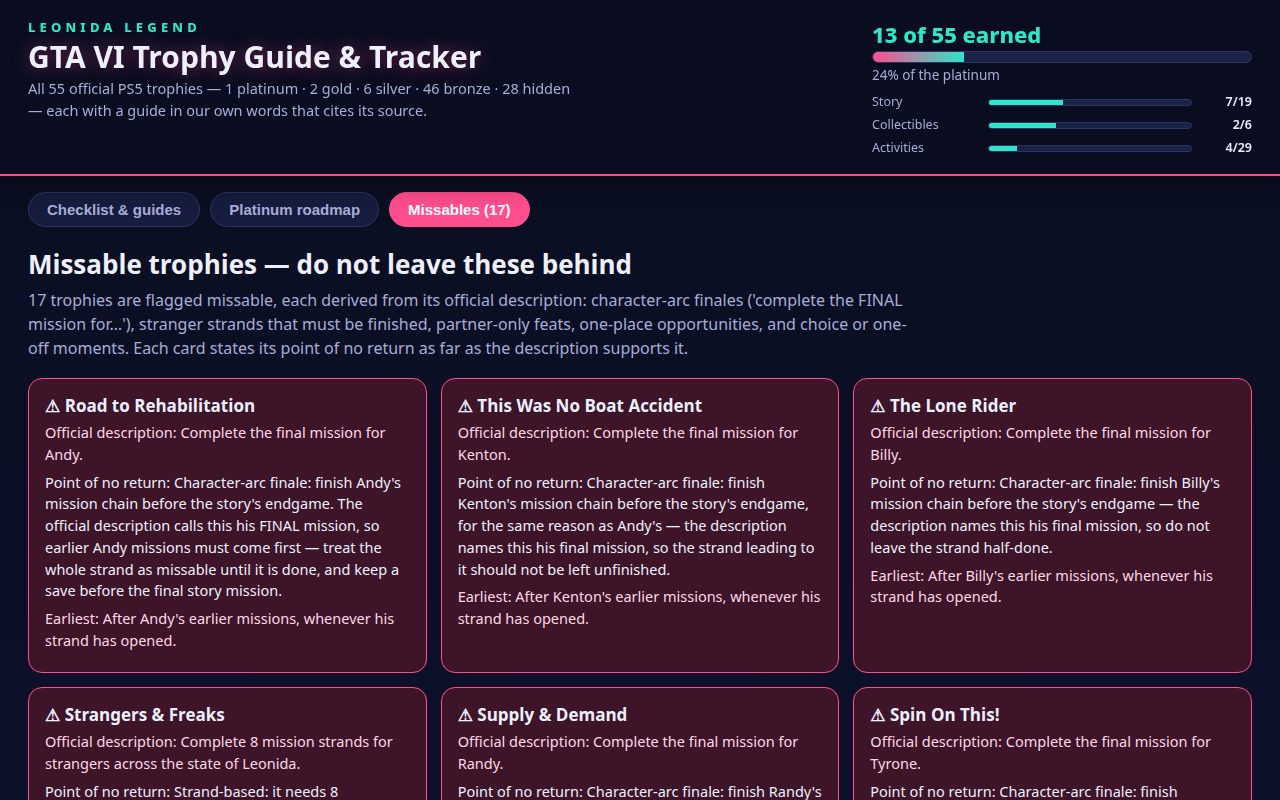 LEONIDA LEGEND
GTA VI Trophy Guide & Tracker
All 55 official PS5 trophies — 1 platinum · 2 gold · 6 silver · 46 bronze · 28 hidden
— each with a guide in our own words that cites its source.
13 of 55 earned
24% of the platinum
Story 7/19
Collectibles 2/6
Activities 4/29
Checklist & guides
Platinum roadmap
Missables (17)
Missable trophies — do not leave these behind
17 trophies are flagged missable, each derived from its official description: character-arc finales ('complete the FINAL
mission for...'), stranger strands that must be finished, partner-only feats, one-place opportunities, and choice or one-
off moments. Each card states its point of no return as far as the description supports it.
⚠ Road to Rehabilitation
Official description: Complete the final mission for
Andy.
Point of no return: Character-arc finale: finish Andy's
mission chain before the story's endgame. The
official description calls this his FINAL mission, so
earlier Andy missions must come first — treat the
whole strand as missable until it is done, and keep a
save before the final story mission.
Earliest: After Andy's earlier missions, whenever his
strand has opened.
⚠ This Was No Boat Accident
Official description: Complete the final mission for
Kenton.
Point of no return: Character-arc finale: finish
Kenton's mission chain before the story's endgame,
for the same reason as Andy's — the description
names this his final mission, so the strand leading to
it should not be left unfinished.
Earliest: After Kenton's earlier missions, whenever his
strand has opened.
⚠ The Lone Rider
Official description: Complete the final mission for
Billy.
Point of no return: Character-arc finale: finish Billy's
mission chain before the story's endgame — the
description names this his final mission, so do not
leave the strand half-done.
Earliest: After Billy's earlier missions, whenever his
strand has opened.
⚠ Strangers & Freaks
Official description: Complete 8 mission strands for
strangers across the state of Leonida.
Point of no return: Strand-based: it needs 8
⚠ Supply & Demand
Official description: Complete the final mission for
Randy.
Point of no return: Character-arc finale: finish Randy's
⚠ Spin On This!
Official description: Complete the final mission for
Tyrone.
Point of no return: Character-arc finale: finish